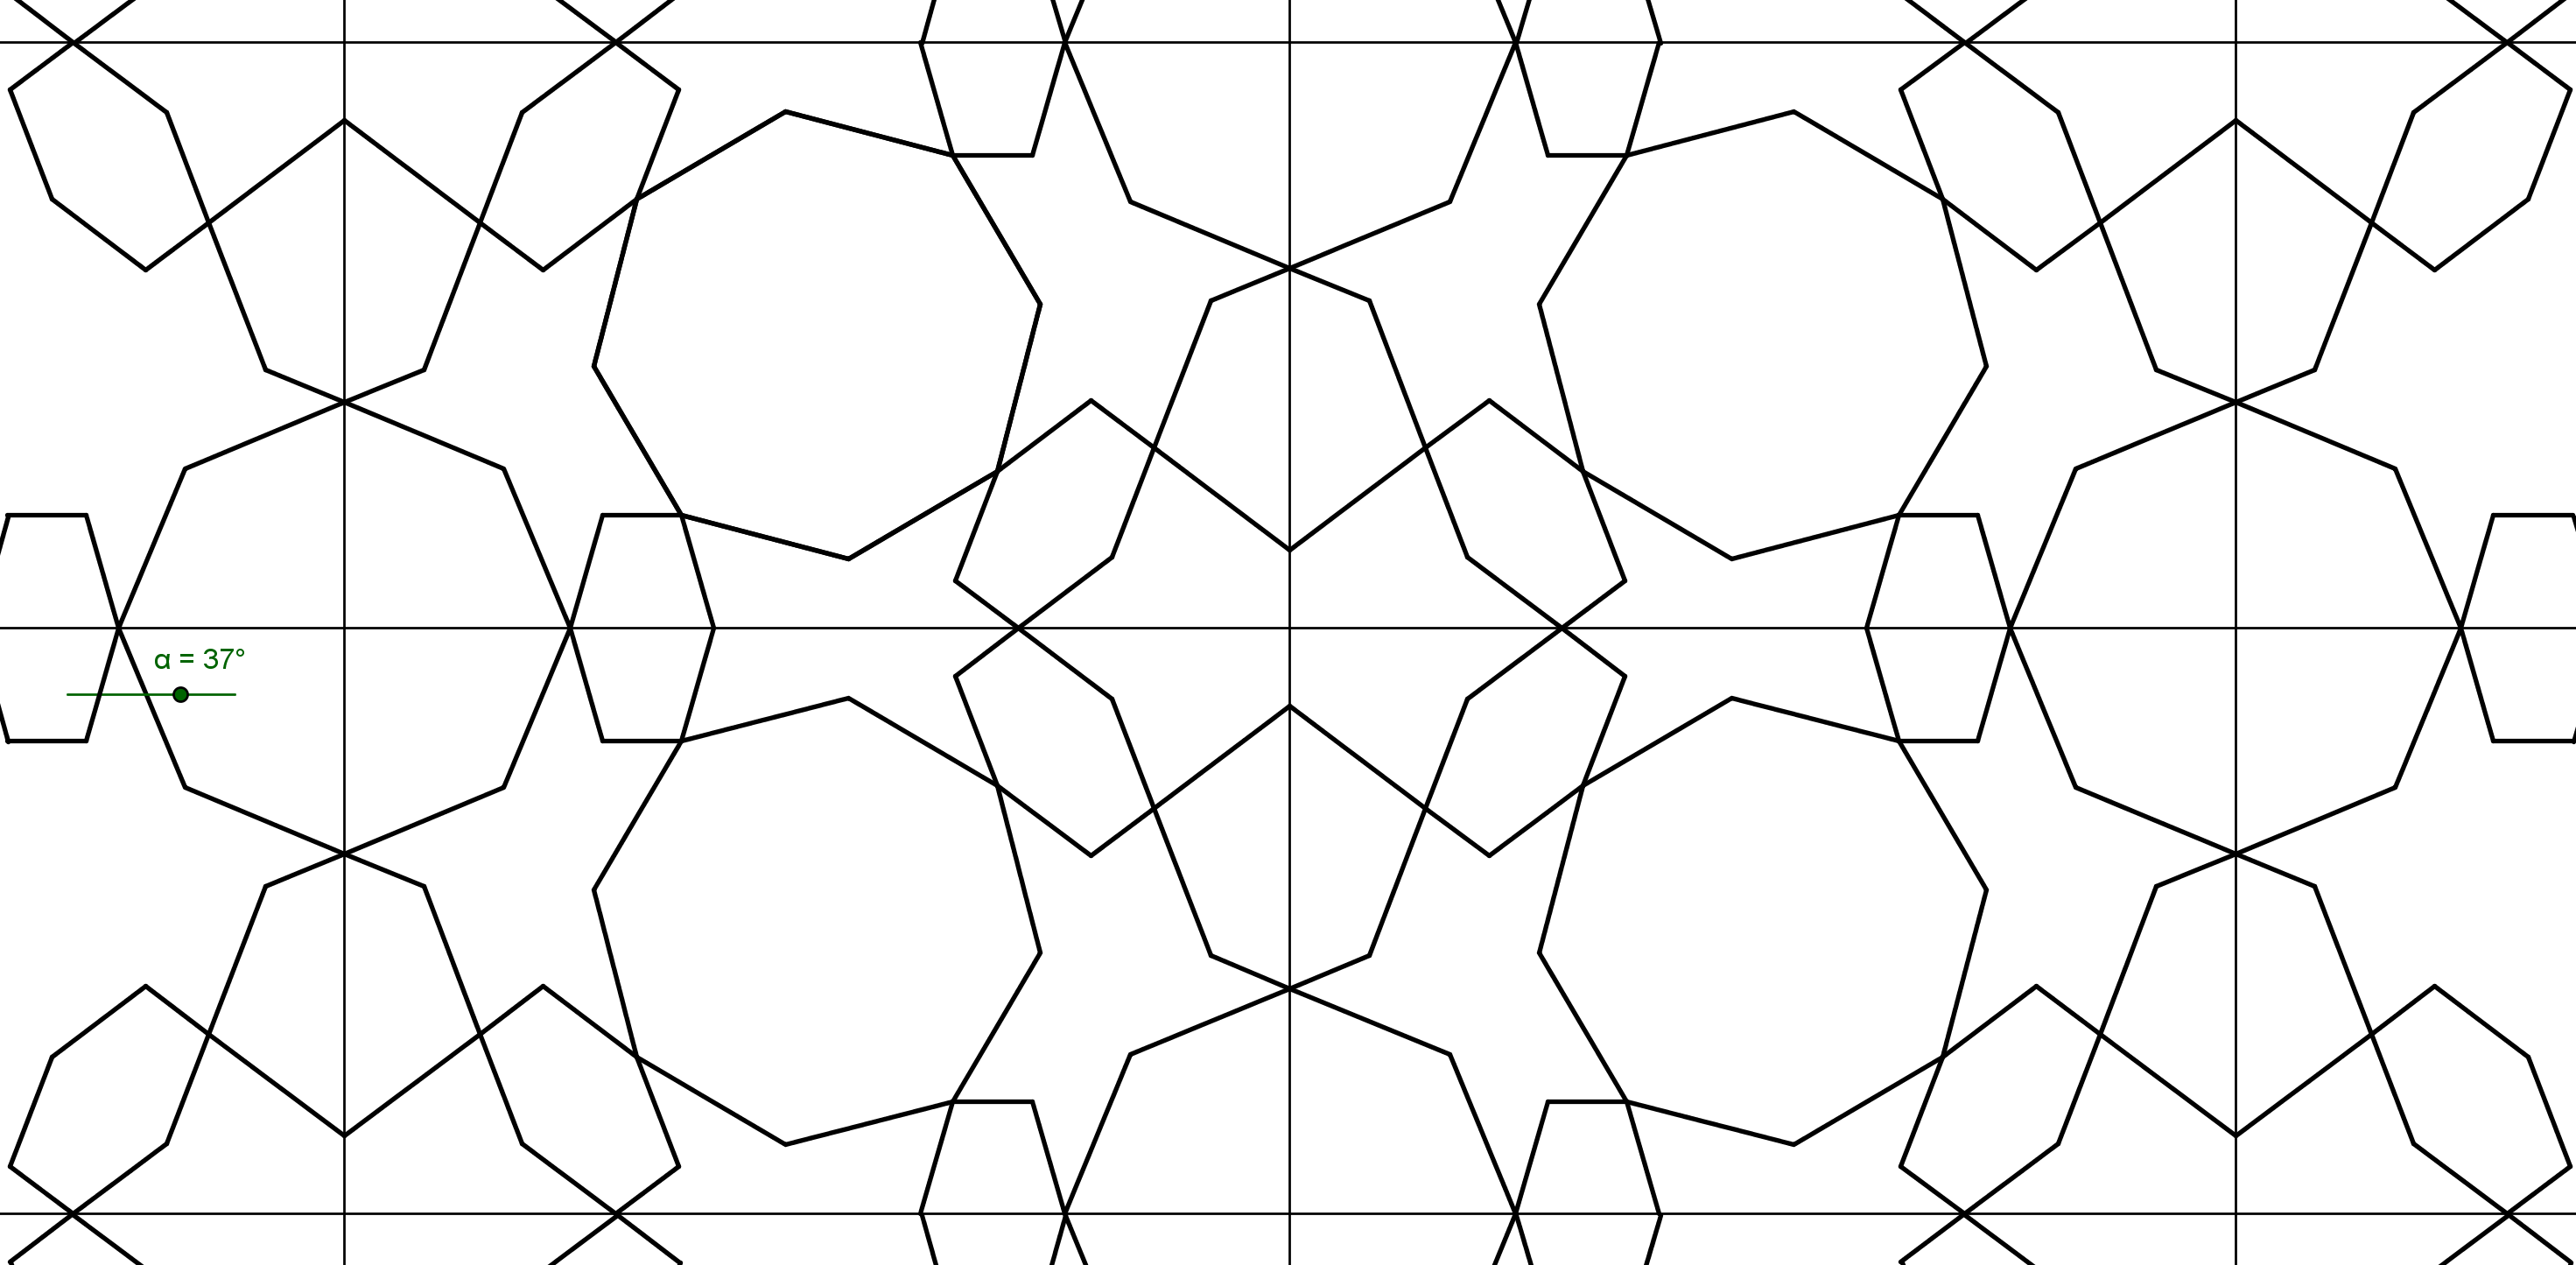 α = 37°